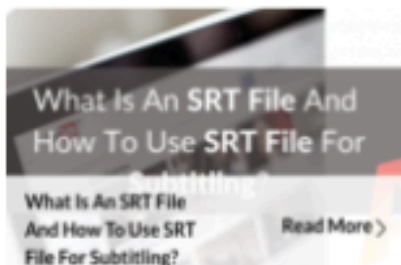 What Is An SRT File And
How To Use SRT File For
Subtitling?
What Is An SRT File
And How To Use SRT
File For Subtitling?
Read More >